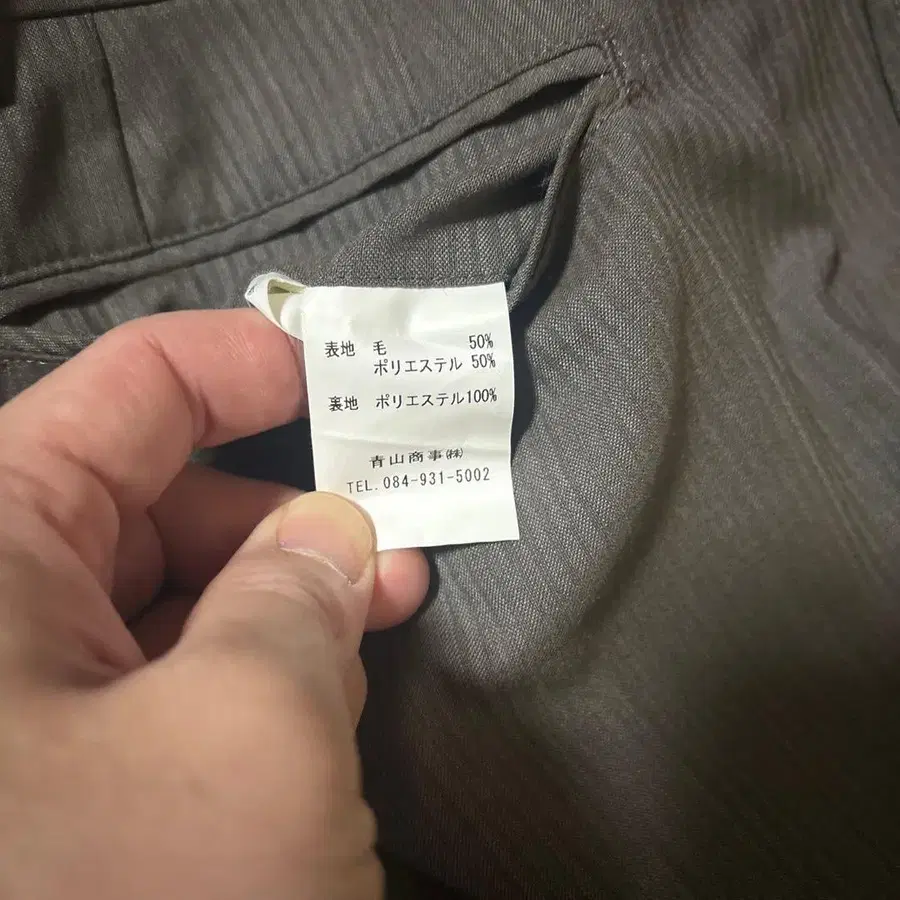 表地 毛 50%
ポリエステル 50%
裏地 ポリエステル100%
青山商事㈱
TEL. 084-931-5002